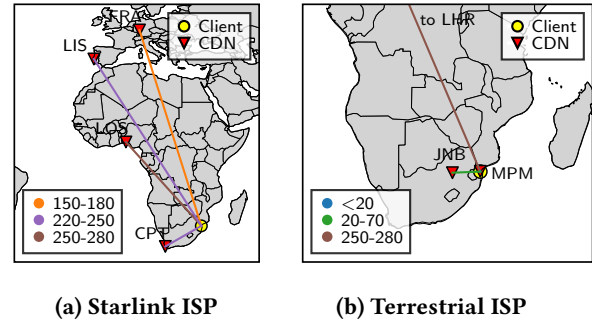 FRA
Client
CDN
LIS
LOS
CPT
150-180
220-250
250-280
(a) Starlink ISP
to LHR
Client
CDN
JNB
MPM
<20
20-70
250-280
(b) Terrestrial ISP